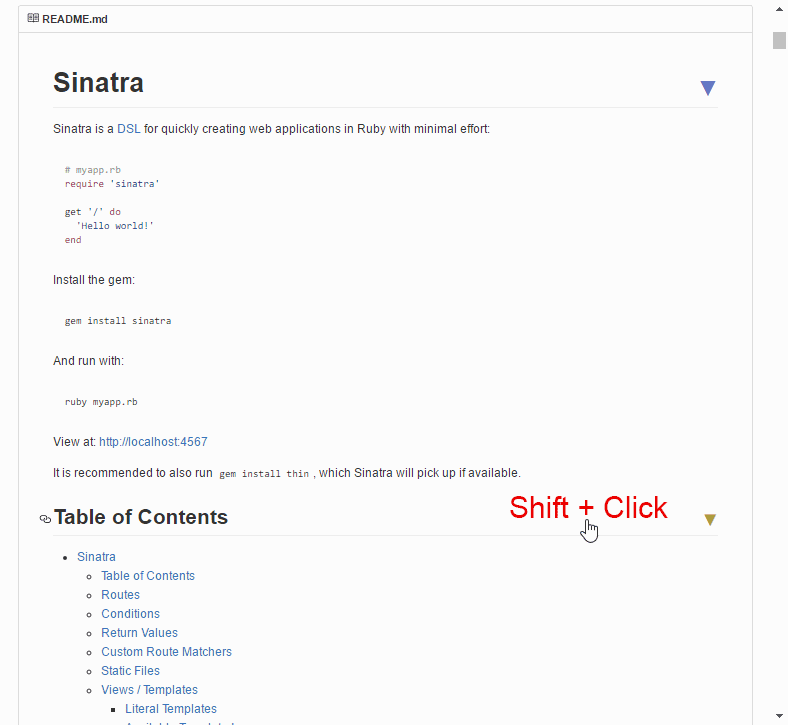 README.md
Sinatra
Sinatra is a DSL for quickly creating web applications in Ruby with minimal effort:
# myapp.rb
require 'sinatra'
get '/' do
'Hello world!'
end
Install the gem:
gem install sinatra
And run with:
ruby myapp.rb
View at: http://localhost:4567
It is recommended to also run gem install thin , which Sinatra will pick up if available.
Shift + Click
Table of Contents
Sinatra
Table of Contents
Routes
Conditions
Return Values
Custom Route Matchers
Static Files
Views / Templates
Literal Templates